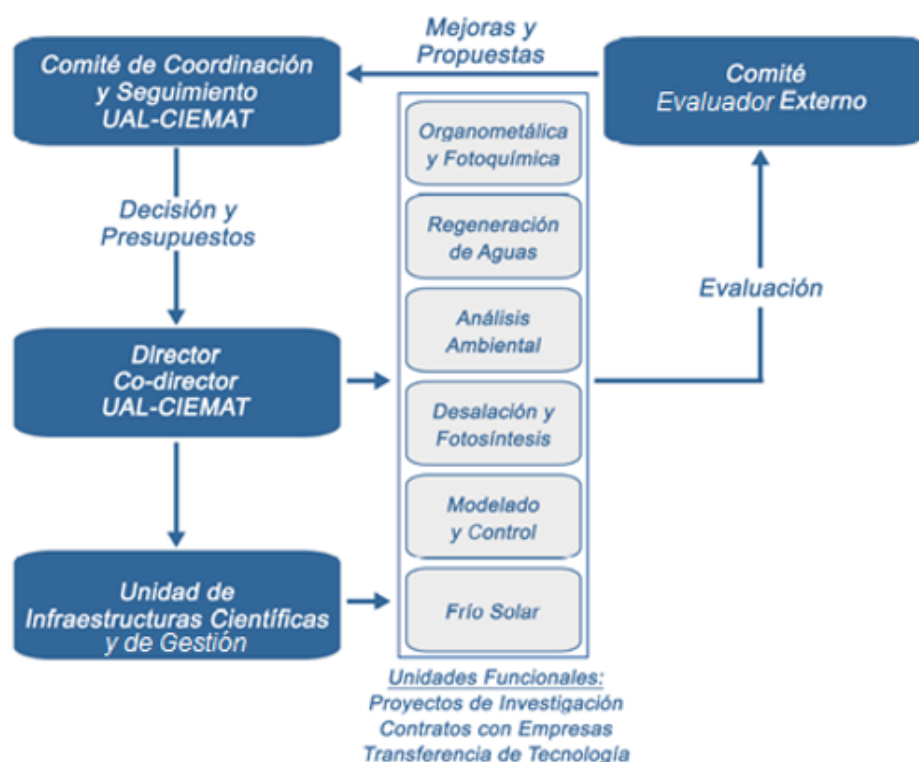 Comité de Coordinación
y Seguimiento
UAL-CIEMAT
Mejoras y
Propuestas
Comité
Evaluador Externo
Decisión y
Presupuestos
Organometálica
y Fotoquímica
Regeneración
de Aguas
Análisis
Ambiental
Desalación y
Fotosíntesis
Modelado
y Control
Frío Solar
Evaluación
DIrector
Co-director
UAL-CIEMAT
Unidad de
Infraestructuras Científicas
y de Gestión
Unidades Funcionales:
Proyectos de Investigación
Contratos con Empresas
Transferencia de Tecnología